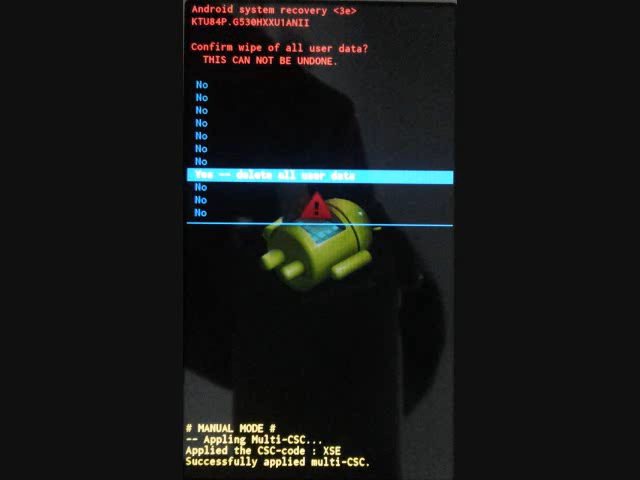 Android system recovery <3e>
KTU84P.G530HXXU1ANII
Confirm wipe of all user data?
THIS CAN NOT BE UNDONE.
No
No
No
No
No
No
No
Yes -- delete all user data
No
No
No
# MANUAL MODE #
-- Appling Multi-CSC...
Applied the CSC-code : XSE
Successfully applied multi-CSC.